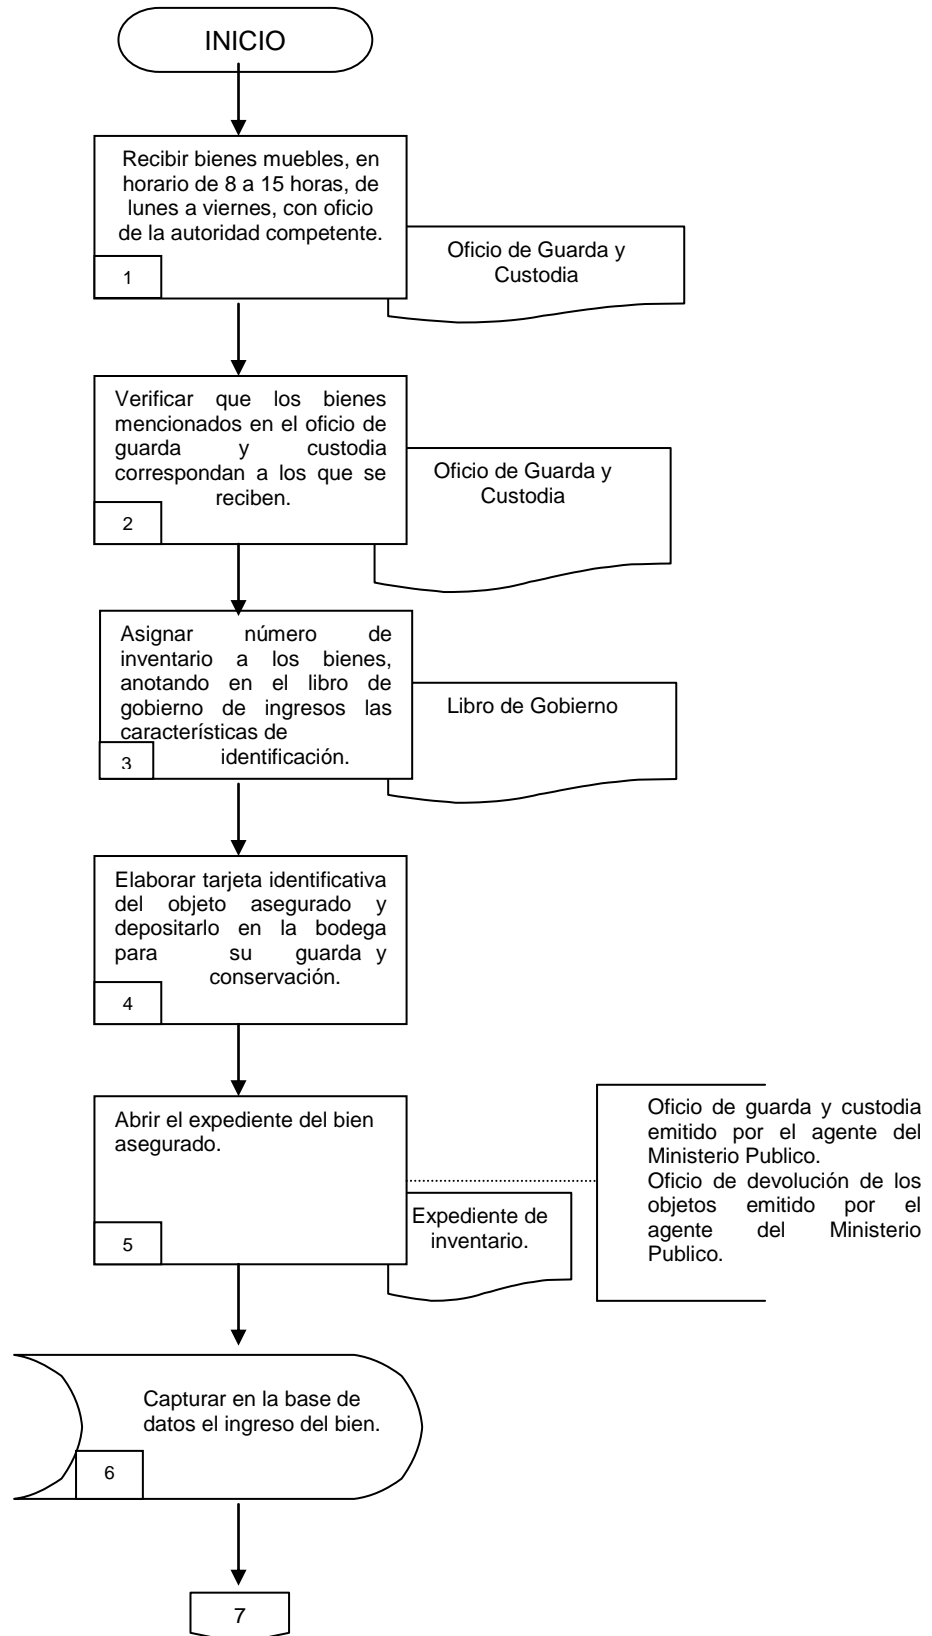 INICIO
Recibir bienes muebles, en
horario de 8 a 15 horas, de
lunes a viernes, con oficio
de la autoridad competente.
1
Oficio de Guarda y
Custodia
Verificar que los bienes
mencionados en el oficio de
guarda y custodia
correspondan a los que se
reciben.
2
Oficio de Guarda y
Custodia
Asignar número de
inventario a los bienes,
anotando en el libro de
gobierno de ingresos las
características de
identificación.
3
Libro de Gobierno
Elaborar tarjeta identificativa
del objeto asegurado y
depositarlo en la bodega
para su guarda y
conservación.
4
Abrir el expediente del bien
asegurado.
5
Expediente de
inventario.
Oficio de guarda y custodia
emitido por el agente del
Ministerio Publico.
Oficio de devolución de los
objetos emitido por el
agente del Ministerio
Publico.
Capturar en la base de
datos el ingreso del bien.
6
7